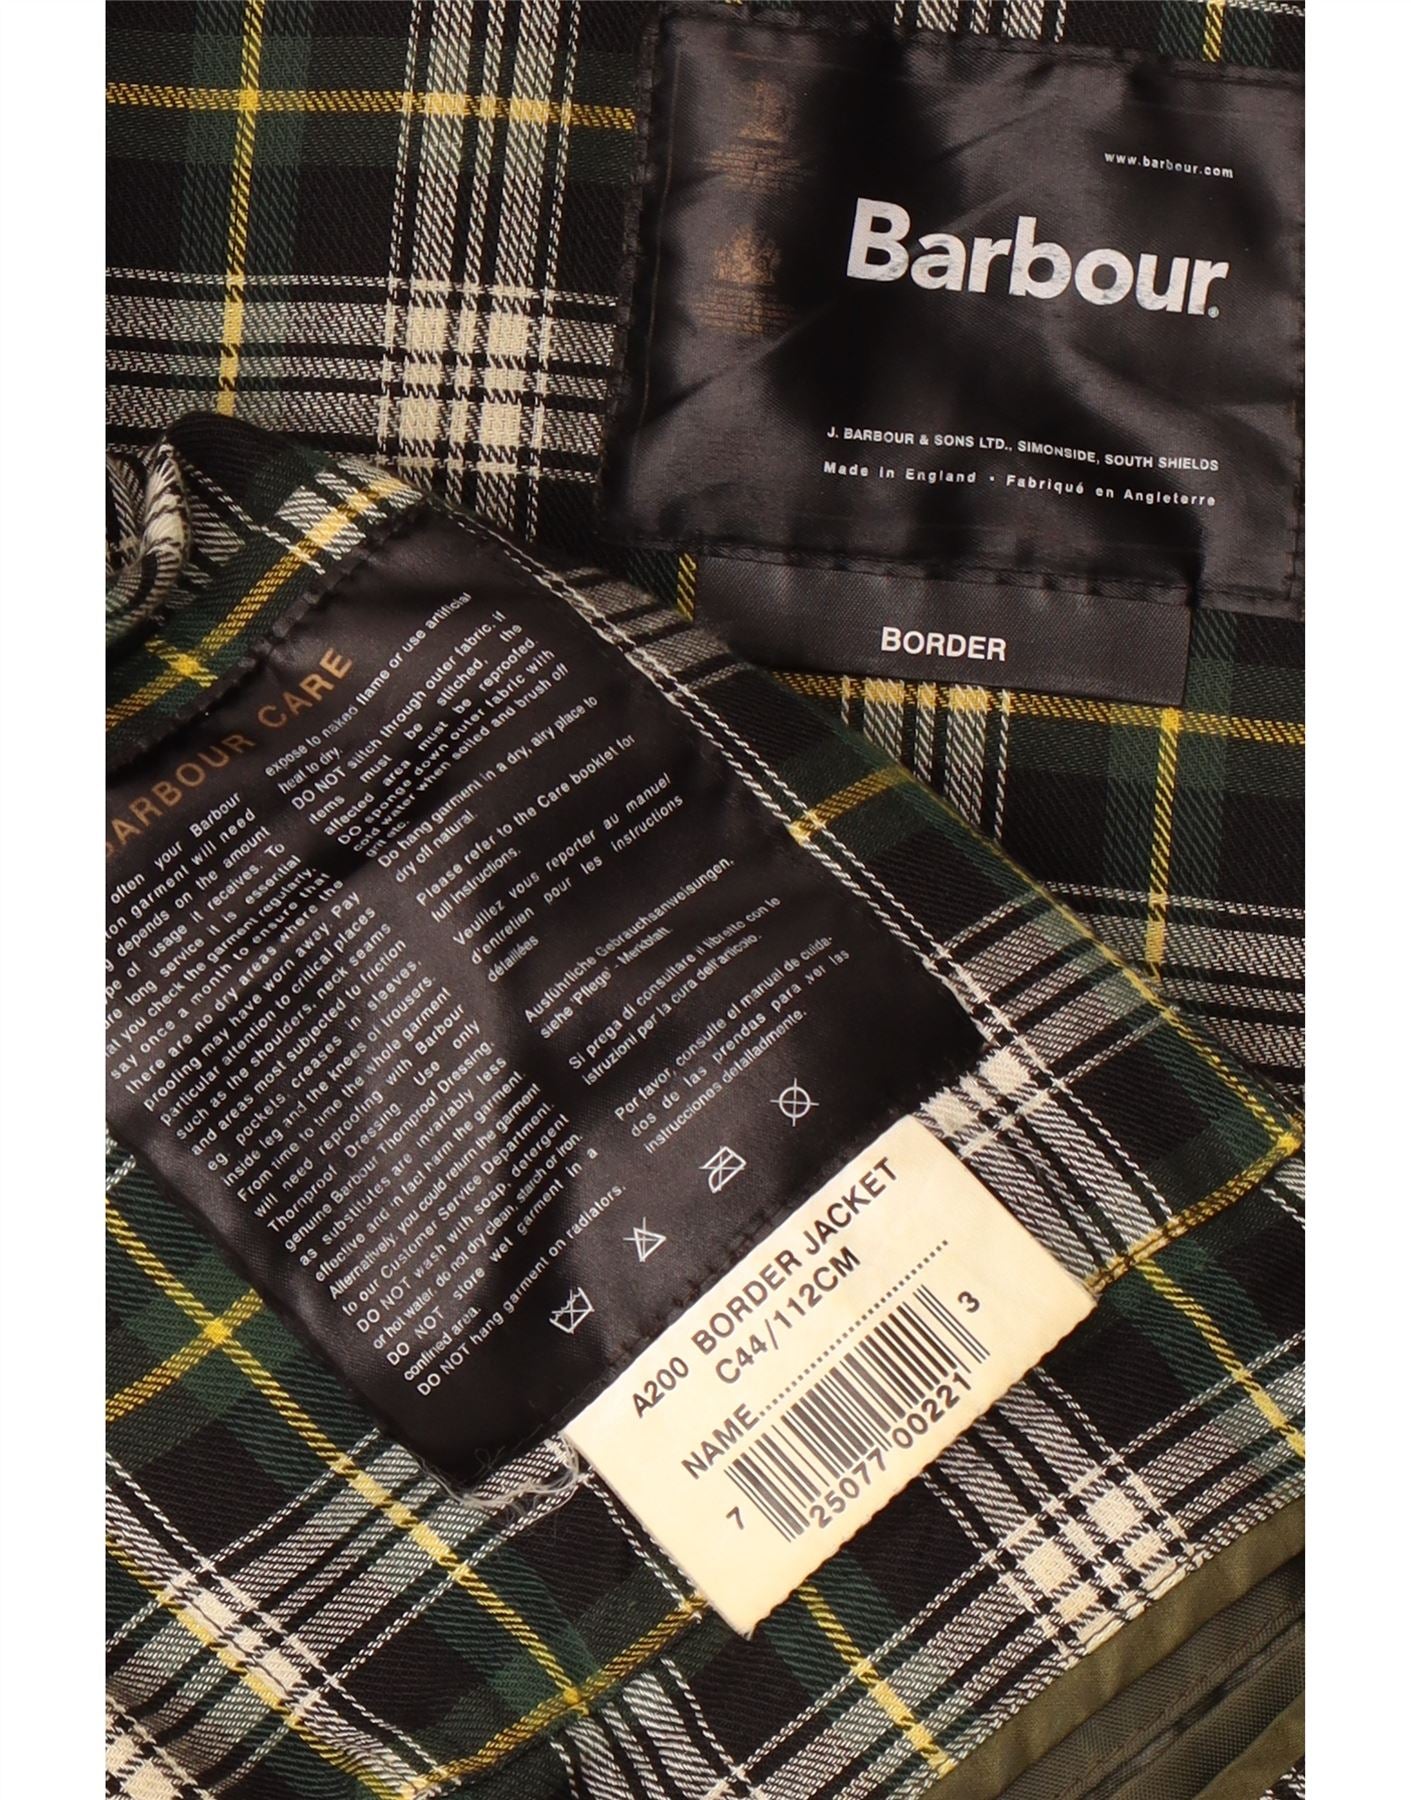 www.barbour.com
Barbour®
J. BARBOUR & SONS LTD., SIMONSIDE, SOUTH SHIELDS
Made in England • Fabriqué en Angleterre
BORDER
BARBOUR CARE
often your Barbour
garment will need
depends on the amount
of usage it receives. To
long service it is essential
you check the garment regularly,
say once a month to ensure that
there are no dry areas where the
proofing may have worn away. Pay
particular attention to critical places
such as the shoulders, neck seams
and areas most subjected to friction
eg pockets, creases in sleeves,
inside leg and the knees of trousers.
From time to time the whole garment
will need reproofing with Barbour
Thornproof Dressing. Use only
genuine Barbour Thornproof Dressing
as substitutes are invariably less
effective and in fact harm the garment.
Alternatively, you could return the garment
to our Customer Service Department.
DO NOT wash with soap, detergent
or hot water, do not dry clean, starch or iron.
DO NOT store wet garment in a
confined area.
DO NOT hang garment on radiators,
expose to naked flame or use artificial
heat to dry.
DO NOT stitch through outer fabric, if
items must be stitched, the
affected area must be reproofed.
DO sponge down outer fabric with
cold water when soiled and brush off
grit etc.
Do hang garment in a dry, airy place to
dry off natural.
Please refer to the Care booklet for
full instructions.
Veuillez vous reporter au manuel
d'entretien pour les instructions
détaillées
Ausführliche Gebrauchsanweisungen,
siehe 'Pflege' - Merkblatt.
Si prega di consultare il libretto con le
istruzioni per la cura dell'articolo.
Por favor, consulte el manual de cuida-
dos de las prendas para ver las
instrucciones detalladmente.
A200 BORDER JACKET
C44/112CM
NAME....................................
7 25077 00221 3